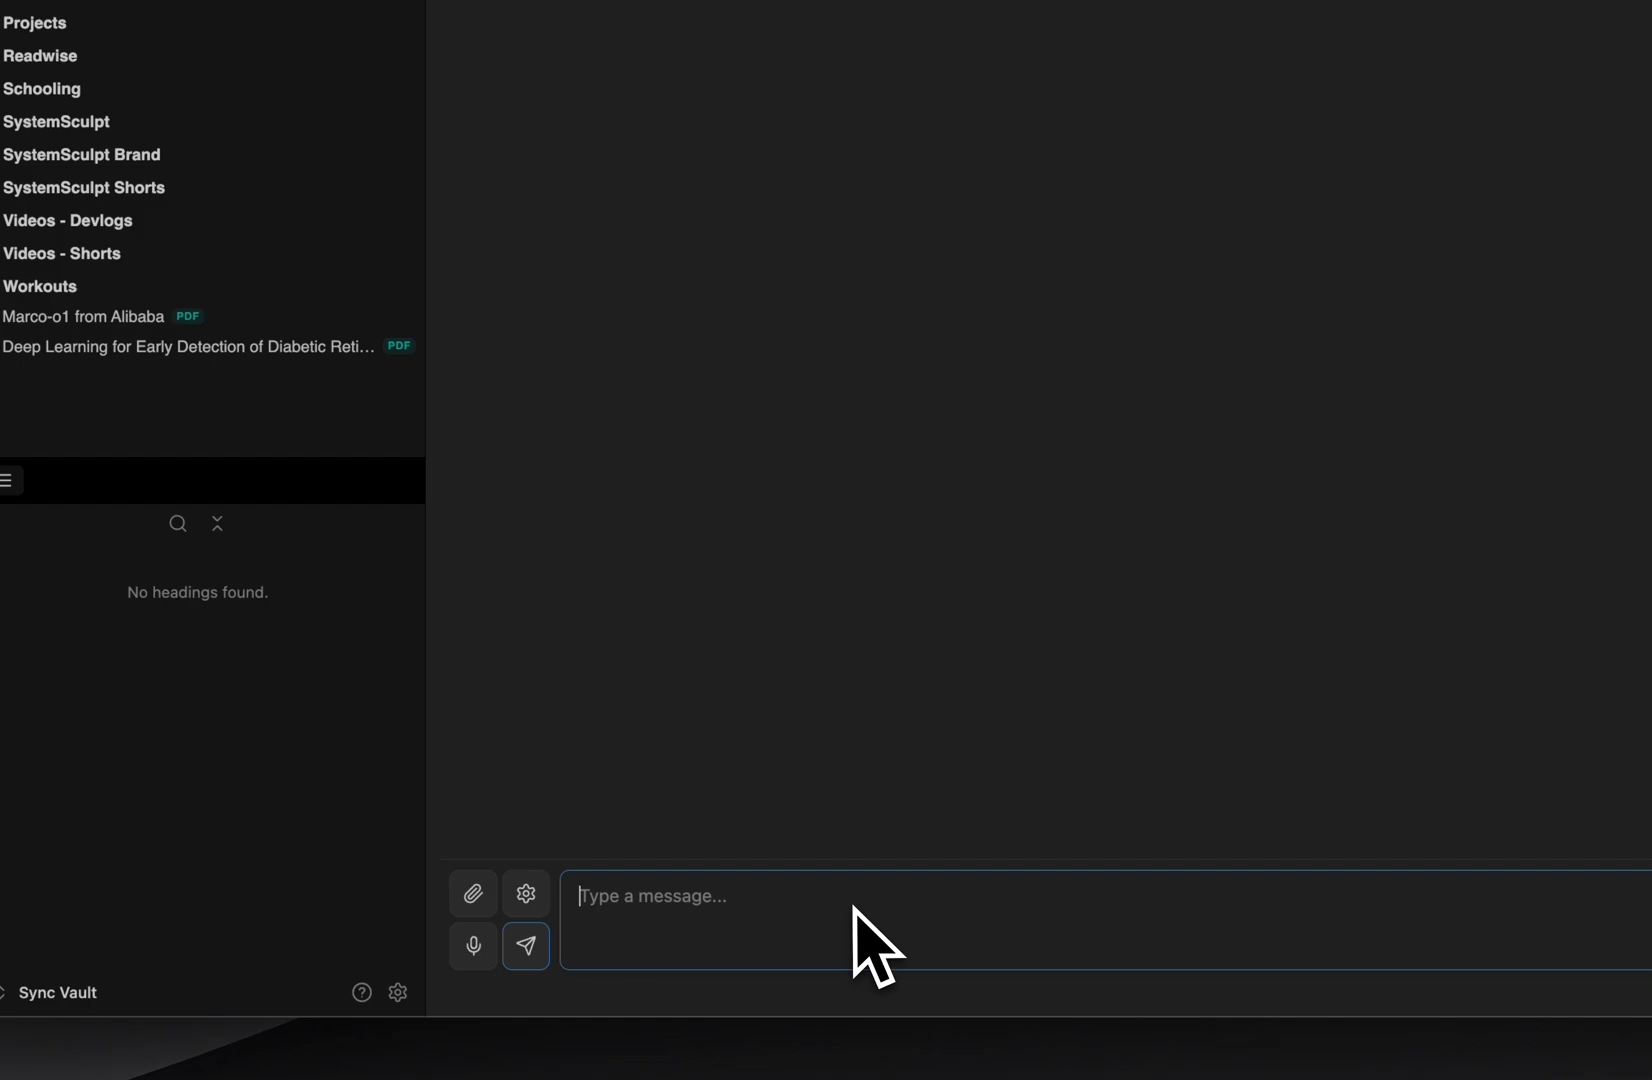 Projects
Readwise
Schooling
SystemSculpt
SystemSculpt Brand
SystemSculpt Shorts
Videos - Devlogs
Videos - Shorts
Workouts
Marco-o1 from Alibaba PDF
Deep Learning for Early Detection of Diabetic Reti... PDF
No headings found.
Type a message...
Sync Vault